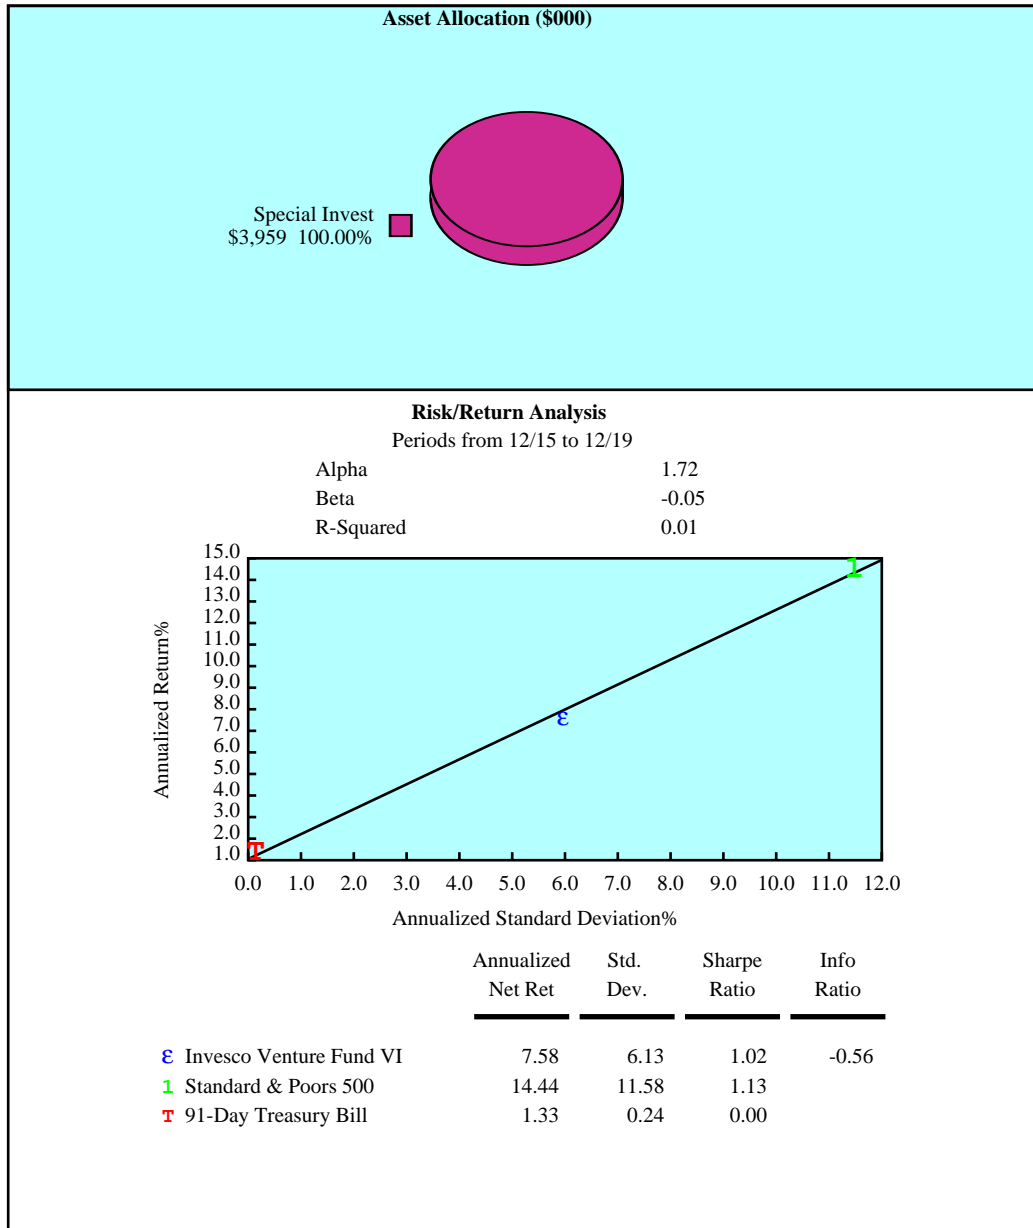 Asset Allocation ($000)
Special Invest
$3,959 100.00%
Risk/Return Analysis
Periods from 12/15 to 12/19
Alpha 1.72
Beta -0.05
R-Squared 0.01
15.0
14.0
13.0
12.0
11.0
10.0
9.0
8.0
7.0
6.0
5.0
4.0
3.0
2.0
1.0
Annualized Return%
0.0 1.0 2.0 3.0 4.0 5.0 6.0 7.0 8.0 9.0 10.0 11.0 12.0
T
ε
1
Annualized Standard Deviation%
Annualized Std. Sharpe Info
Net Ret Dev. Ratio Ratio
ε Invesco Venture Fund VI 7.58 6.13 1.02 -0.56
1 Standard & Poors 500 14.44 11.58 1.13
T 91-Day Treasury Bill 1.33 0.24 0.00